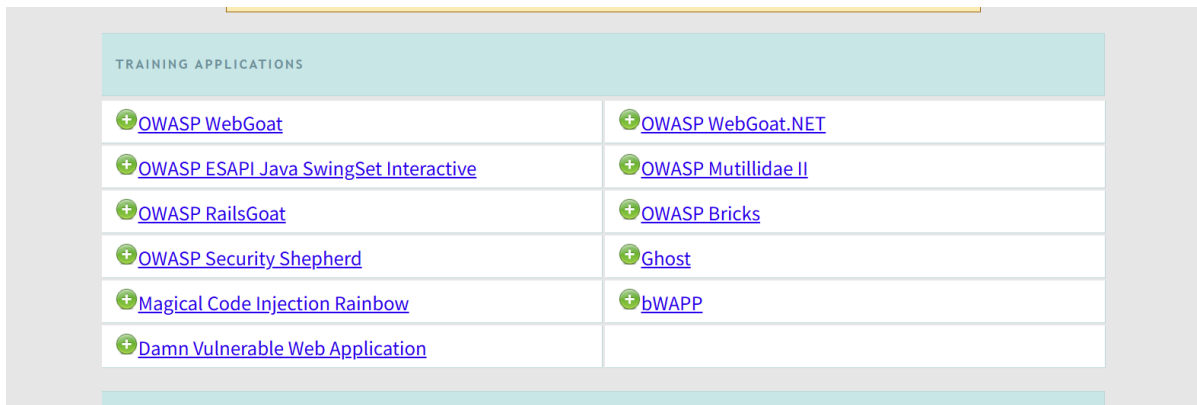 TRAINING APPLICATIONS
OWASP WebGoat
OWASP WebGoat.NET
OWASP ESAPI Java SwingSet Interactive
OWASP Mutillidae II
OWASP RailsGoat
OWASP Bricks
OWASP Security Shepherd
Ghost
Magical Code Injection Rainbow
bWAPP
Damn Vulnerable Web Application